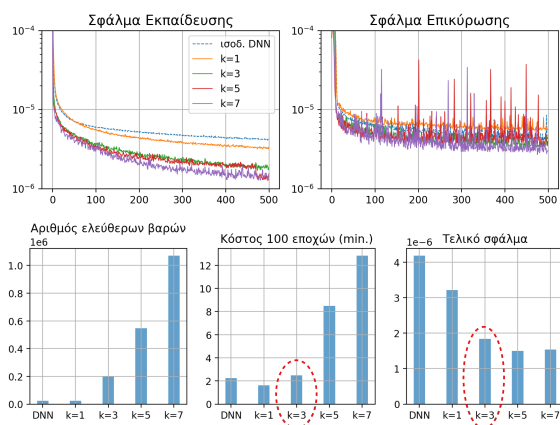 Σφάλμα Εκπαίδευσης
Σφάλμα Επικύρωσης
10⁻⁴
10⁻⁵
10⁻⁶
ισοδ. DNN
k=1
k=3
k=5
k=7
0 100 200 300 400 500
10⁻⁴
10⁻⁵
10⁻⁶
0 100 200 300 400 500
Αριθμός ελεύθερων βαρών
1e6
1.0
0.8
0.6
0.4
0.2
0.0
DNN k=1 k=3 k=5 k=7
Κόστος 100 εποχών (min.)
12
10
8
6
4
2
0
DNN k=1 k=3 k=5 k=7
Τελικό σφάλμα
1e-6
4
3
2
1
0
DNN k=1 k=3 k=5 k=7